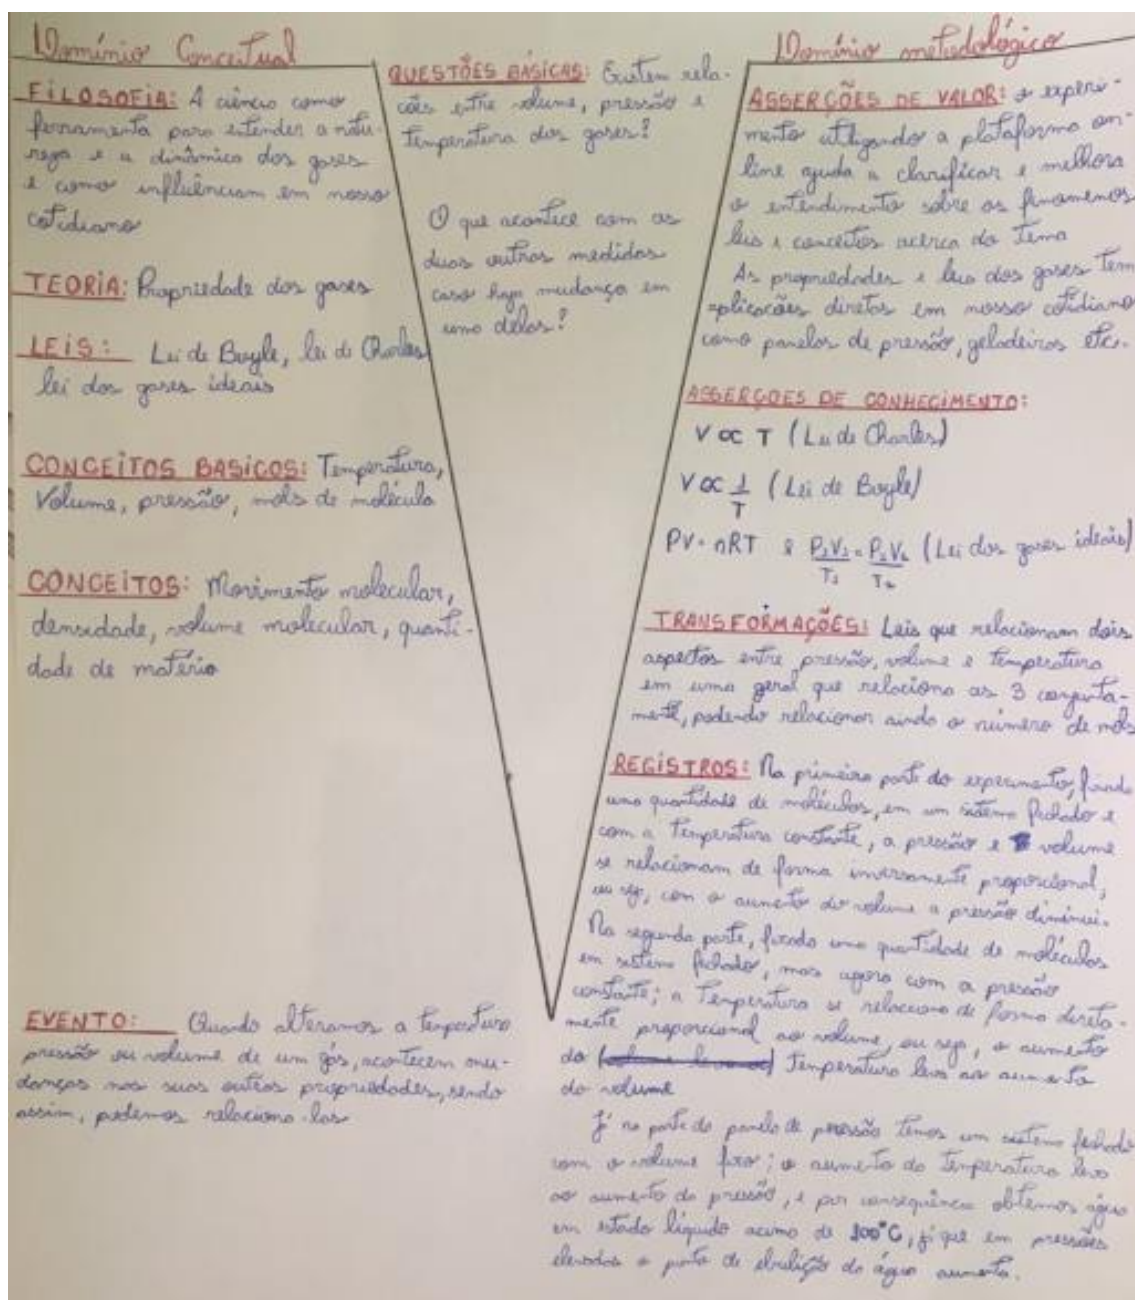 Domínio Conceitual
FILOSOFIA: A ciência como
ferramenta para entender a natu-
reza e a dinâmica dos gases
e como influênciam em nosso
cotidiano
TEORIA: Propriedade dos gases
LEIS: Lei de Boyle, lei de Charles,
lei dos gases ideais
CONCEITOS BASICOS: Temperatura,
Volume, pressão, mols de molécula
CONCEITOS: Movimento molecular,
densidade, volume molecular, quanti-
dade de matéria
EVENTO: Quando alteramos a temperatura
pressão ou volume de um gás, acontecem mu-
danças nas suas outras propriedades, sendo
assim, podemos relaciona-las
QUESTÕES BÁSICAS: Existem rela-
ções entre volume, pressão e
temperatura dos gases?
O que acontece com as
duas outras medidas
caso haja mudança em
uma delas?
Domínio metodológico
ASSERÇÕES DE VALOR: o experi-
mento utilizando a plataforma on-
line ajuda a clarificar e melhora
o entendimento sobre os
leis e conceitos acerca do tema
As propriedades e leis dos gases tem
aplicações diretas em nosso cotidiano
como panelas de pressão, geladeiras etc.
ASSERÇOES DE CONHECIMENTO:
V ∝ T (Lei de Charles)
V ∝ 1/T (Lei de Boyle)
PV = nRT e P₁V₁/T₁ = P₂V₂/T₂ (Lei dos gases ideais)
TRANSFORMAÇÕES: Leis que relacionam dois
aspectos entre pressão, volume e temperatura
em uma geral que relaciona as 3 conjunta-
mente, podendo relacionar ainda o número de mols
REGISTROS: Na primeira parte do experimento,
uma quantidade de moléculas, em um sistema fechado e
com a temperatura constante, a pressão e volume
se relacionam de forma inversamente proporcional,
ou seja, com o aumento do volume a pressão diminui.
Na segunda parte, fixado uma quantidade de moléculas
em sistema fechado, mas agora com a pressão
constante; a temperatura se relaciona de forma direta-
mente proporcional ao volume, ou seja, o aumento
da temperatura leva ao aumento
do volume
Já na parte da panela de pressão temos um sistema fechado
com o volume fixo; o aumento da temperatura leva
ao aumento da pressão, e por consequência obtemos água
em estado líquido acima de 100°C, já que em pressões
elevadas o ponto de ebulição da água aumenta.